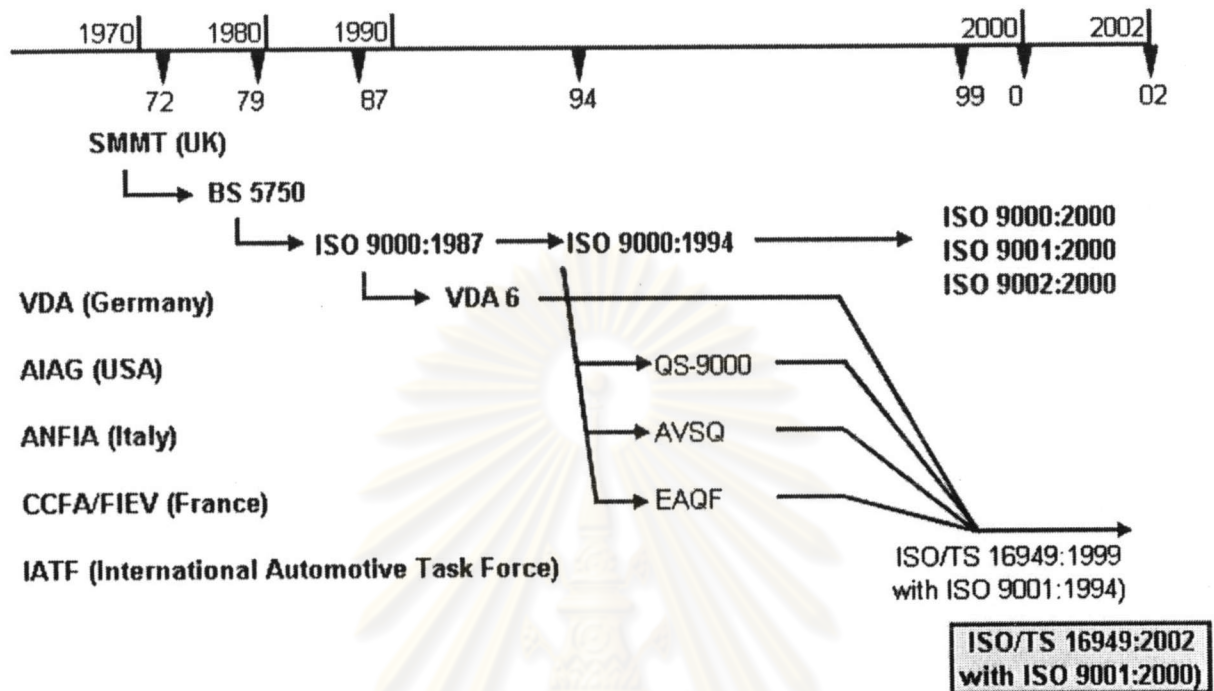 1970 1980 1990 2000 2002
72 79 87 94 99 0 02
SMMT (UK)
BS 5750
ISO 9000:1987 ISO 9000:1994
ISO 9000:2000
ISO 9001:2000
ISO 9002:2000
VDA (Germany) VDA 6
AIAG (USA) QS-9000
ANFIA (Italy) AVSQ
CCFA/FIEV (France) EAQF
IATF (International Automotive Task Force)
ISO/TS 16949:1999
with ISO 9001:1994)
ISO/TS 16949:2002
with ISO 9001:2000)